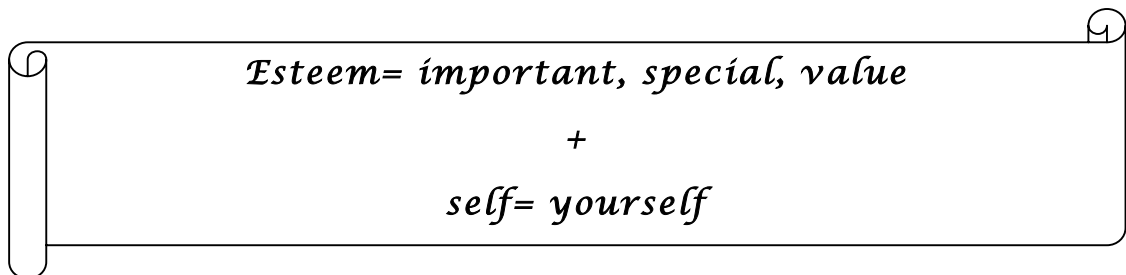 Esteem= important, special, value
+
self= yourself